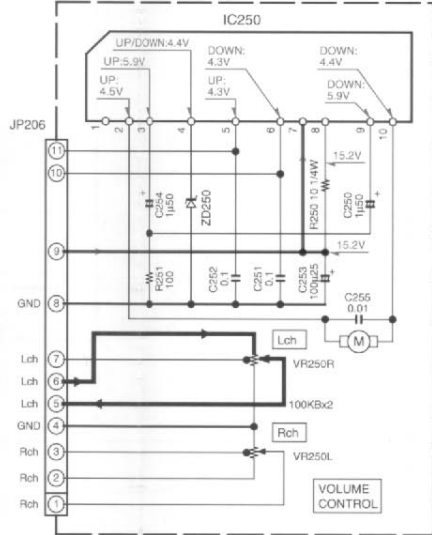 IC250
UP/DOWN:4.4V
UP:5.9V
UP:
4.5V
DOWN:
4.3V
UP:
4.3V
DOWN:
4.4V
DOWN:
5.9V
JP206
1
2
3
4
5
6
7
8
9
10
11
10
15.2V
C254
1µ50
+
ZD250
R250 10 1/4W
C250
1µ50
+
9
15.2V
R251
100
C252
0.1
C251
0.1
C253
100µ25
+
GND
8
C255
0.01
M
Lch
Lch
7
VR250R
Lch
6
Lch
5
100KBx2
GND
4
Rch
Rch
3
VR250L
Rch
2
Rch
1
VOLUME
CONTROL